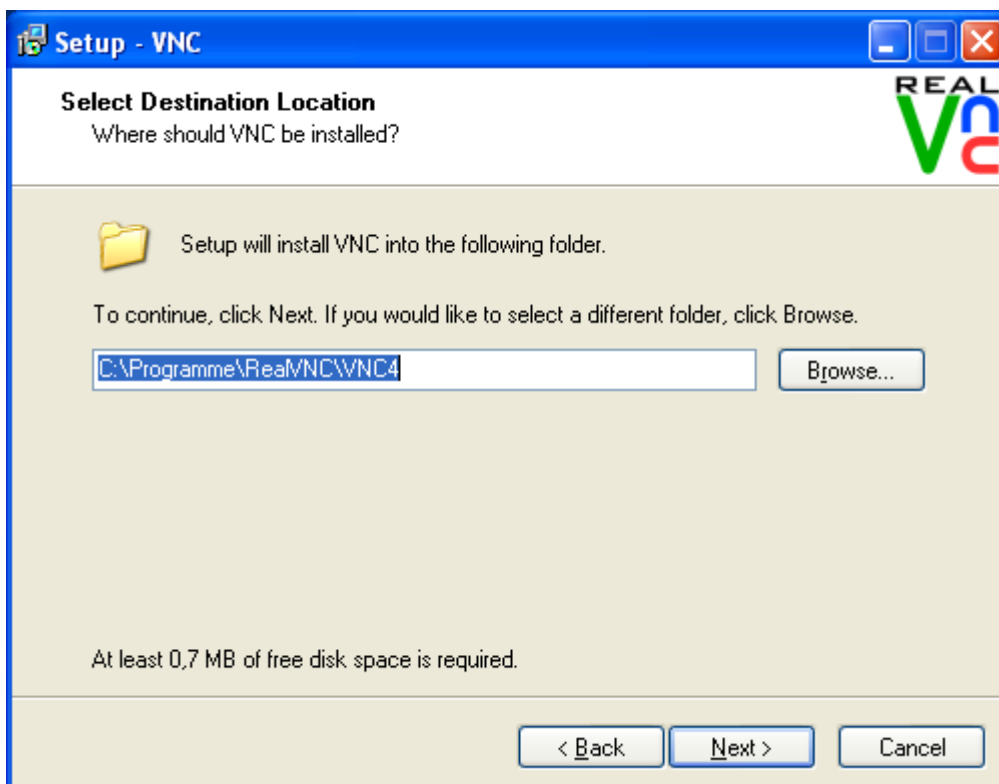 Setup - VNC
Select Destination Location
Where should VNC be installed?
REAL
vnc
Setup will install VNC into the following folder.
To continue, click Next. If you would like to select a different folder, click Browse.
C:\Programme\RealVNC\VNC4
Browse...
At least 0,7 MB of free disk space is required.
< Back
Next >
Cancel